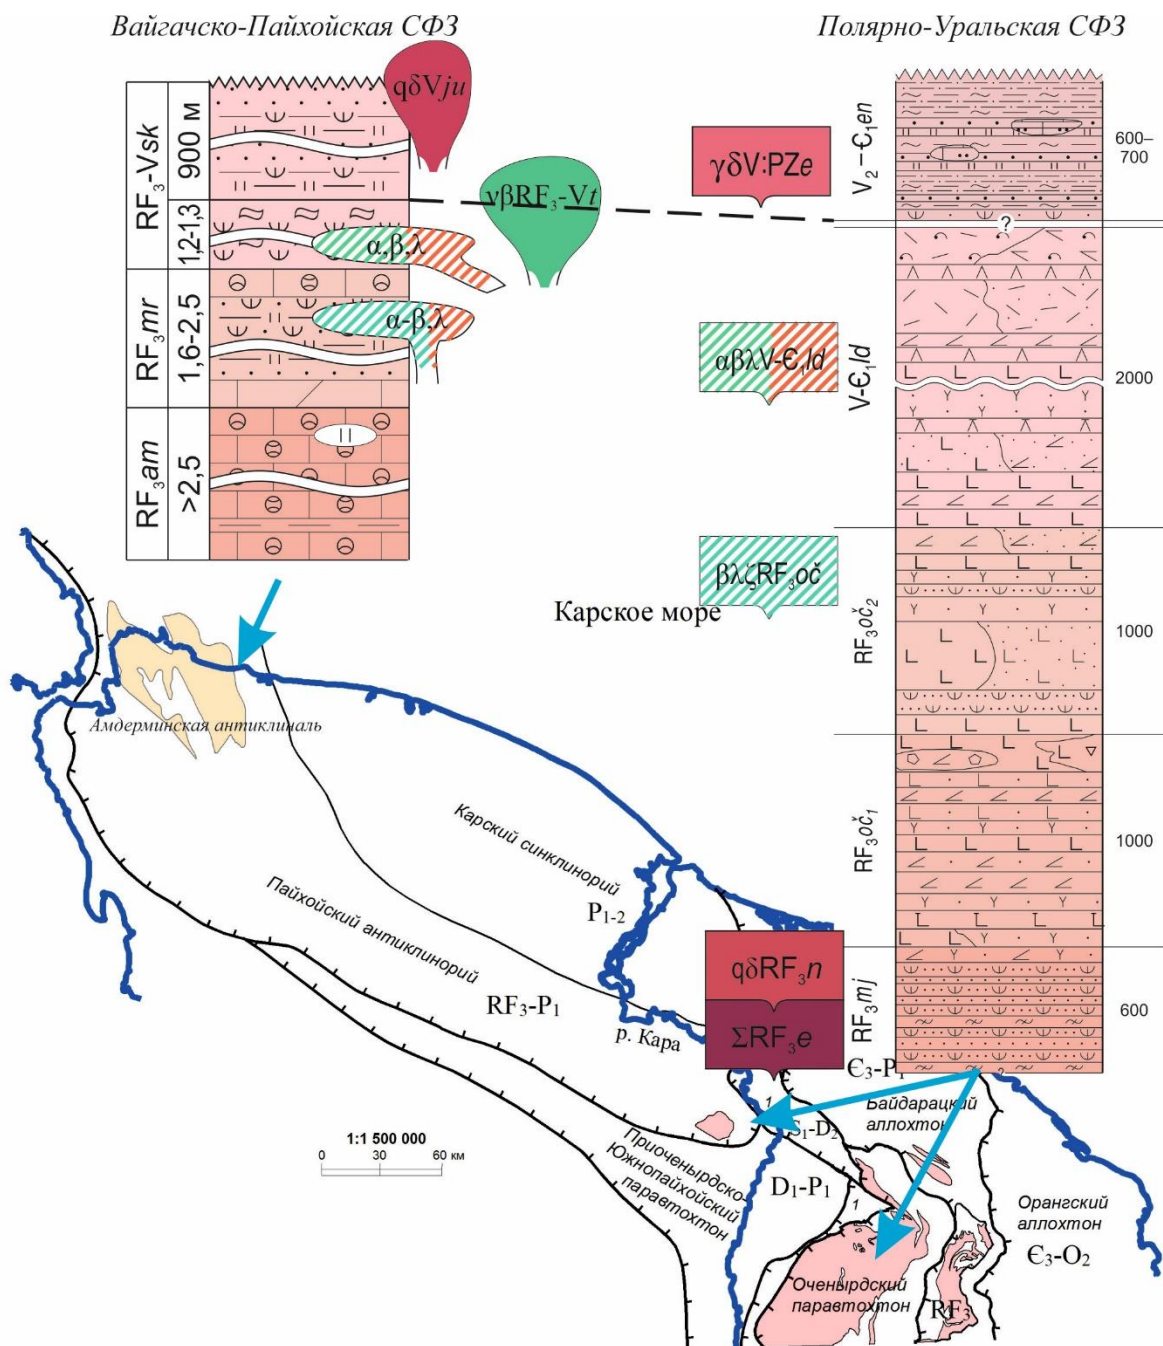 Вайгачско-Пайхойская СФЗ
Полярно-Уральская СФЗ
RF₃-Vsk
900 м
1,2-1,3
RF₃mr
1,6-2,5
RF₃am
>2,5
qδVju
νβRF₃-Vt
α,β,λ
α-β,λ
γδV:PZe
αβλV-Є₁ld
βλζRF₃oč
V₂–Є₁en
600–
700
?
V-Є₁ld
2000
RF₃oč₂
1000
RF₃oč₁
1000
RF₃mj
600
Карское море
Амдерминская антиклиналь
Карский синклинорий
P₁₋₂
Пайхойский антиклинорий
RF₃-P₁
р. Кара
qδRF₃n
ΣRF₃e
?
Є₃-P₁
Байдарацкий
аллохтон
1
S₁-D₂
1:1 500 000
0 30 60 км
Приоченырдско-
Южнопайхойский
паравтохтон
D₁-P₁
1
Орангский
аллохтон
Є₃-O₂
Оченырдский
паравтохтон
RF₃